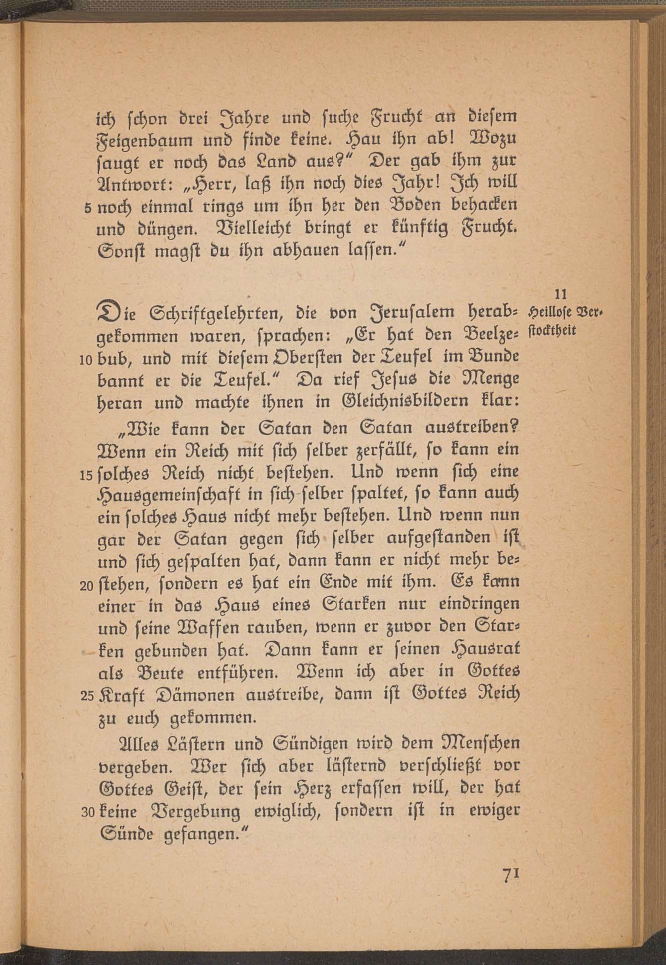 ich schon drei Jahre und suche Frucht an diesem
Feigenbaum und finde keine. Hau ihn ab! Wozu
saugt er noch das Land aus?“ Der gab ihm zur
Antwort: „Herr, laß ihn noch dies Jahr! Ich will
5 noch einmal rings um ihn her den Boden behacken
und düngen. Vielleicht bringt er künftig Frucht.
Sonst magst du ihn abhauen lassen.“
11
Heillose Ver-
stocktheit
Die Schriftgelehrten, die von Jerusalem herab-
gekommen waren, sprachen: „Er hat den Beelze-
10 bub, und mit diesem Obersten der Teufel im Bunde
bannt er die Teufel.“ Da rief Jesus die Menge
heran und machte ihnen in Gleichnisbildern klar:
„Wie kann der Satan den Satan austreiben?
Wenn ein Reich mit sich selber zerfällt, so kann ein
15 solches Reich nicht bestehen. Und wenn sich eine
Hausgemeinschaft in sich selber spaltet, so kann auch
ein solches Haus nicht mehr bestehen. Und wenn nun
gar der Satan gegen sich selber aufgestanden ist
und sich gespalten hat, dann kann er nicht mehr be-
20 stehen, sondern es hat ein Ende mit ihm. Es kann
einer in das Haus eines Starken nur eindringen
und seine Waffen rauben, wenn er zuvor den Star-
ken gebunden hat. Dann kann er seinen Hausrat
als Beute entführen. Wenn ich aber in Gottes
25 Kraft Dämonen austreibe, dann ist Gottes Reich
zu euch gekommen.
Alles Lästern und Sündigen wird dem Menschen
vergeben. Wer sich aber lästernd verschließt vor
Gottes Geist, der sein Herz erfassen will, der hat
30 keine Vergebung ewiglich, sondern ist in ewiger
Sünde gefangen.“
71